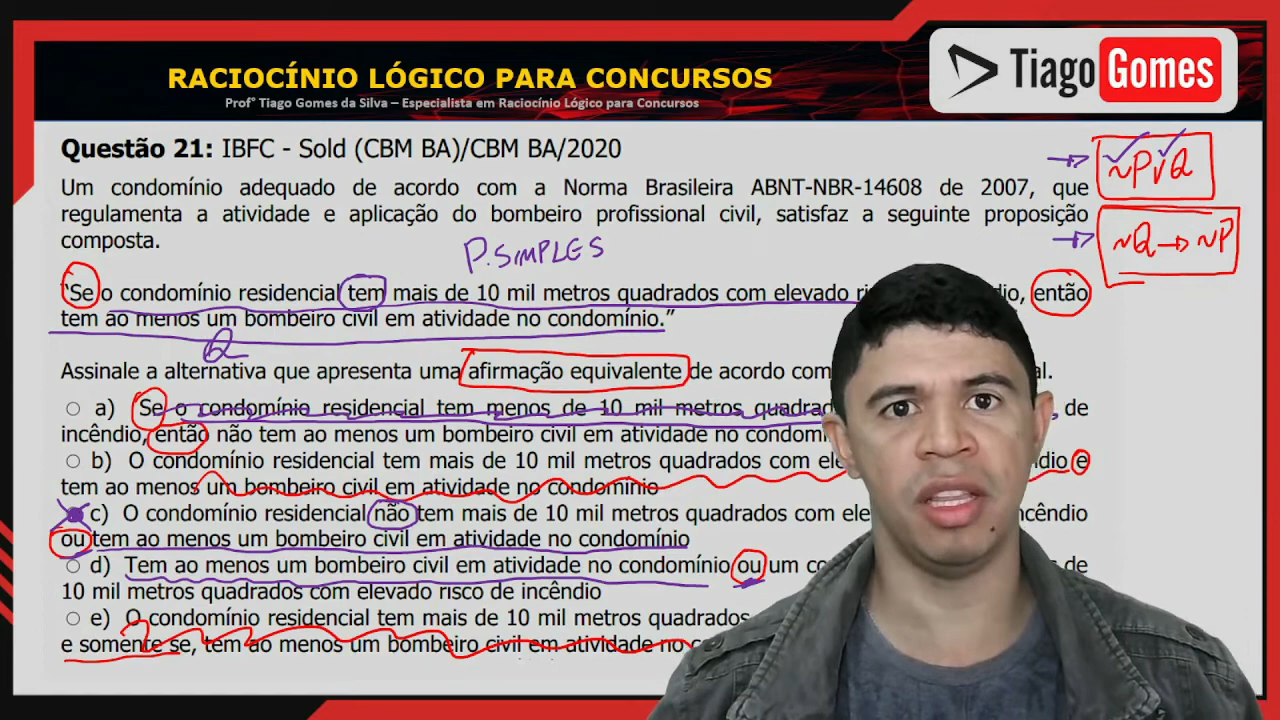 RACIOCÍNIO LÓGICO PARA CONCURSOS
Prof° Tiago Gomes da Silva – Especialista em Raciocínio Lógico para Concursos
Tiago Gomes
Questão 21: IBFC - Sold (CBM BA)/CBM BA/2020
~P v Q
Um condomínio adequado de acordo com a Norma Brasileira ABNT-NBR-14608 de 2007, que
regulamenta a atividade e aplicação do bombeiro profissional civil, satisfaz a seguinte proposição
composta.
~Q → ~P
P. SIMPLES
"Se o condomínio residencial tem mais de 10 mil metros quadrados com elevado então
tem ao menos um bombeiro civil em atividade no condomínio."
Q
Assinale a alternativa que apresenta uma afirmação equivalente de acordo com
a) Se o condomínio residencial tem menos de 10 mil metros de
incêndio, então não tem ao menos um bombeiro civil em atividade no
b) O condomínio residencial tem mais de 10 mil metros quadrados com e
tem ao menos um bombeiro civil em atividade no condomínio
c) O condomínio residencial não tem mais de 10 mil metros quadrados com incêndio
ou tem ao menos um bombeiro civil em atividade no condomínio
d) Tem ao menos um bombeiro civil em atividade no condomínio ou um de
10 mil metros quadrados com elevado risco de incêndio
e) O condomínio residencial tem mais de 10 mil metros quadrados
e somente se, tem ao menos um bombeiro civil em atividade no